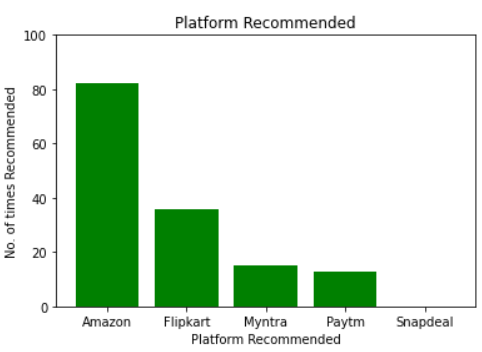 Platform Recommended
100
80
60
40
20
0
No. of times Recommended
Amazon Flipkart Myntra Paytm Snapdeal
Platform Recommended